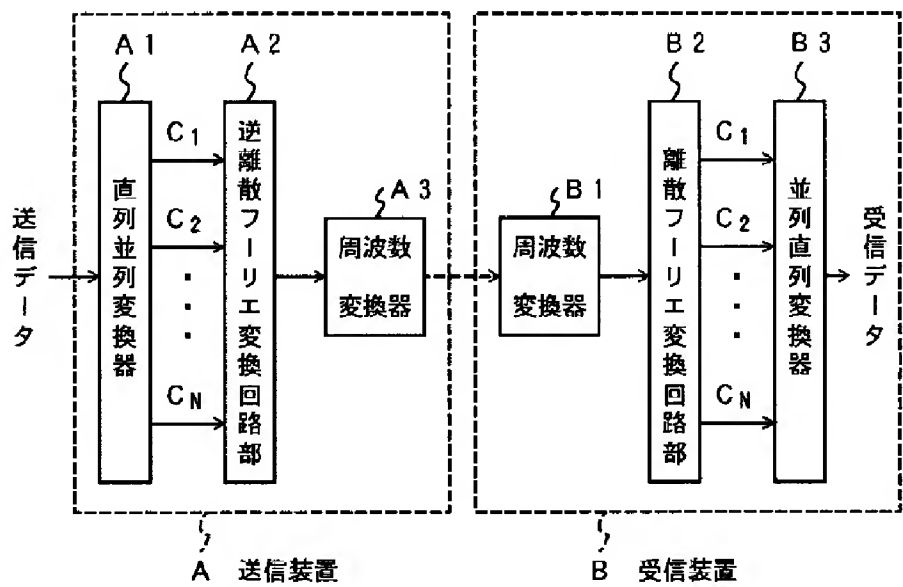 A1
A2
B2
B3
A3
B1
C1
C2
CN
C1
C2
CN
送信データ
直列並列変換器
逆離散フーリエ変換回路部
周波数
変換器
周波数
変換器
離散フーリエ変換回路部
並列直列変換器
受信データ
A 送信装置
B 受信装置